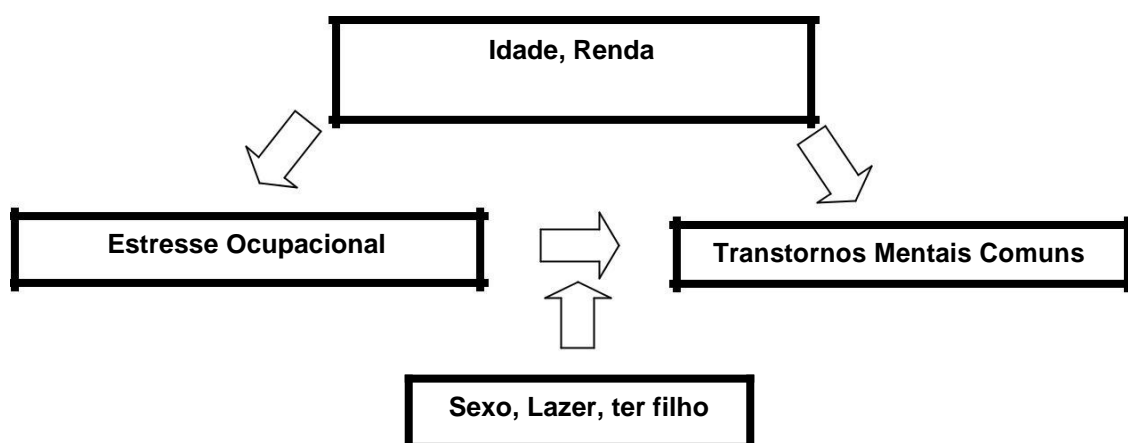 Idade, Renda
Estresse Ocupacional
Transtornos Mentais Comuns
Sexo, Lazer, ter filho